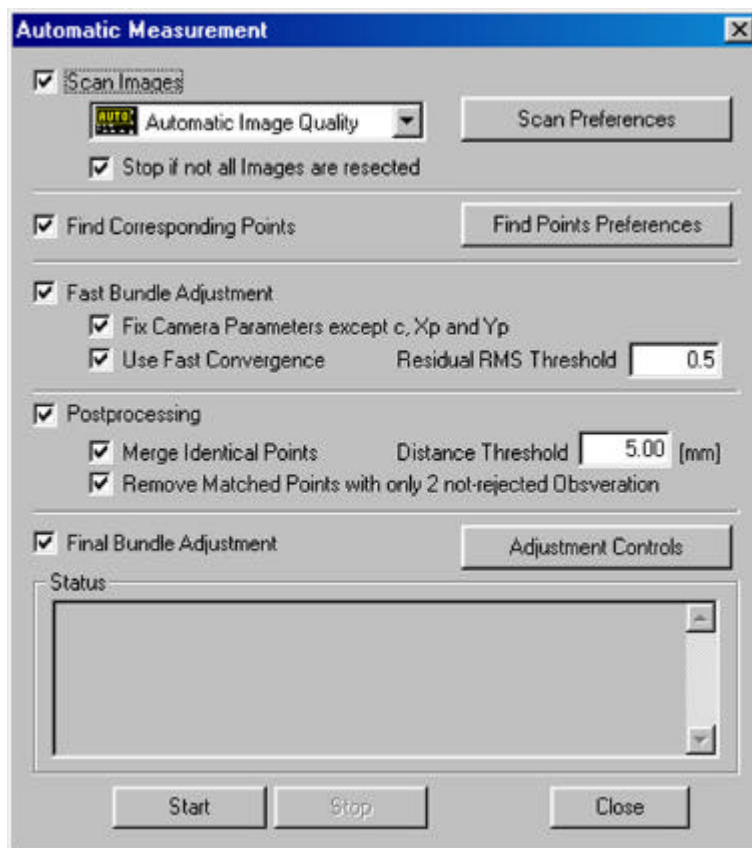 Automatic Measurement
Scan Images
AUTO
Automatic Image Quality
Scan Preferences
Stop if not all Images are resected
Find Corresponding Points
Find Points Preferences
Fast Bundle Adjustment
Fix Camera Parameters except c, Xp and Yp
Use Fast Convergence Residual RMS Threshold 0.5
Postprocessing
Merge Identical Points Distance Threshold 5.00 [mm]
Remove Matched Points with only 2 not-rejected Obsveration
Final Bundle Adjustment
Adjustment Controls
Status
Start Stop Close